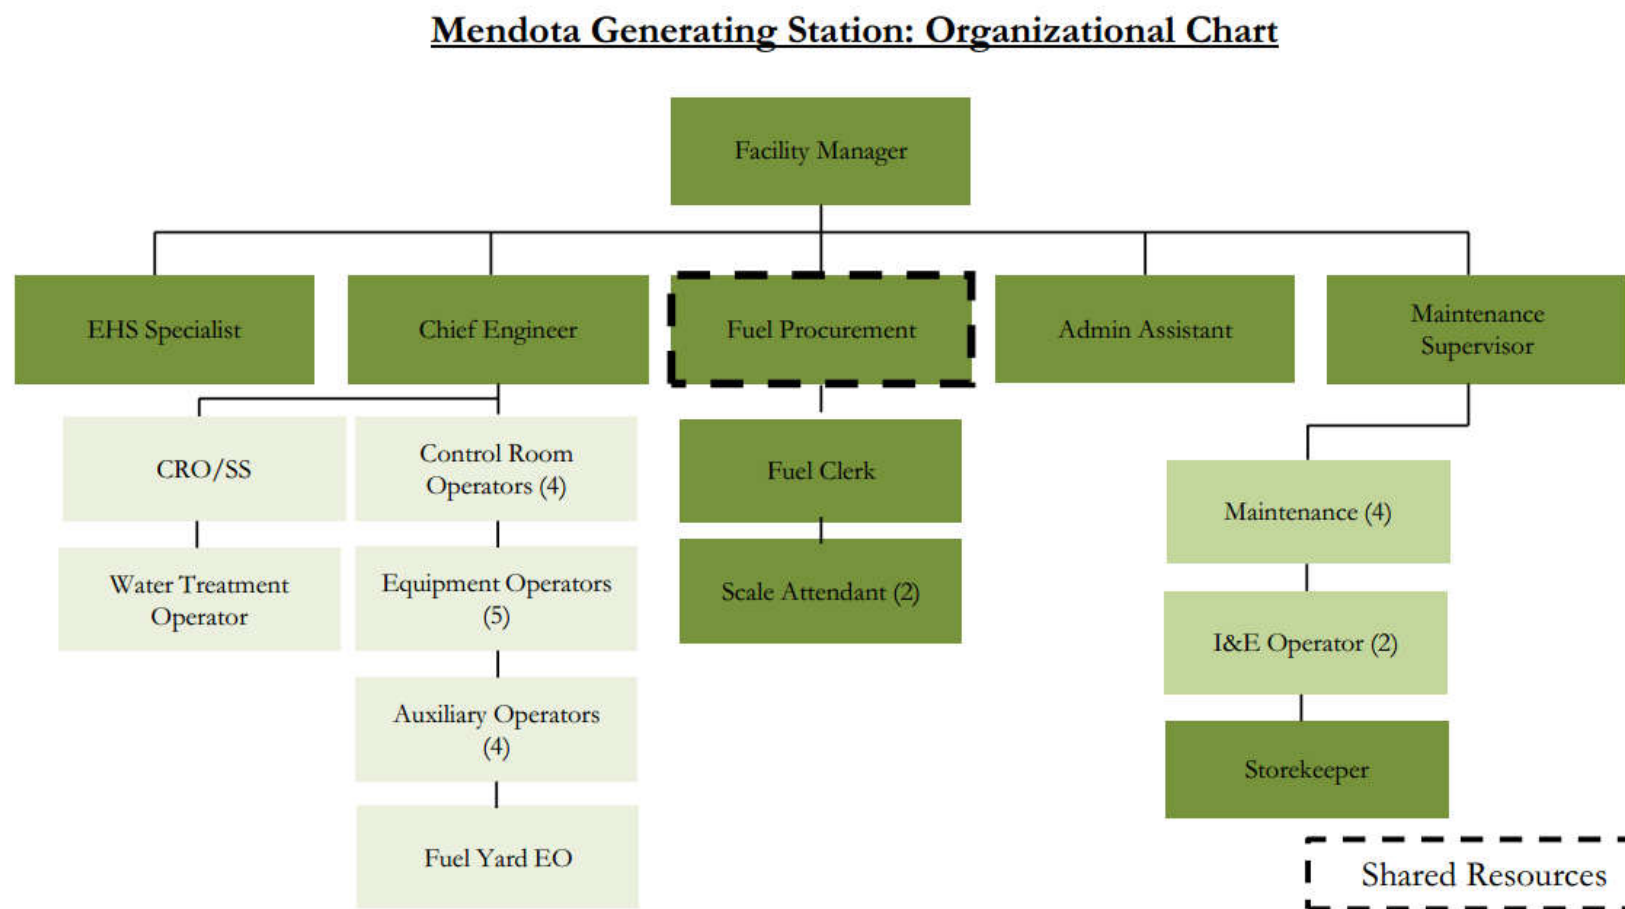 Mendota Generating Station: Organizational Chart
Facility Manager
EHS Specialist
Chief Engineer
Fuel Procurement
Admin Assistant
Maintenance
Supervisor
CRO/SS
Control Room
Operators (4)
Fuel Clerk
Maintenance (4)
Water Treatment
Operator
Equipment Operators
(5)
Scale Attendant (2)
I&E Operator (2)
Auxiliary Operators
(4)
Storekeeper
Fuel Yard EO
Shared Resources